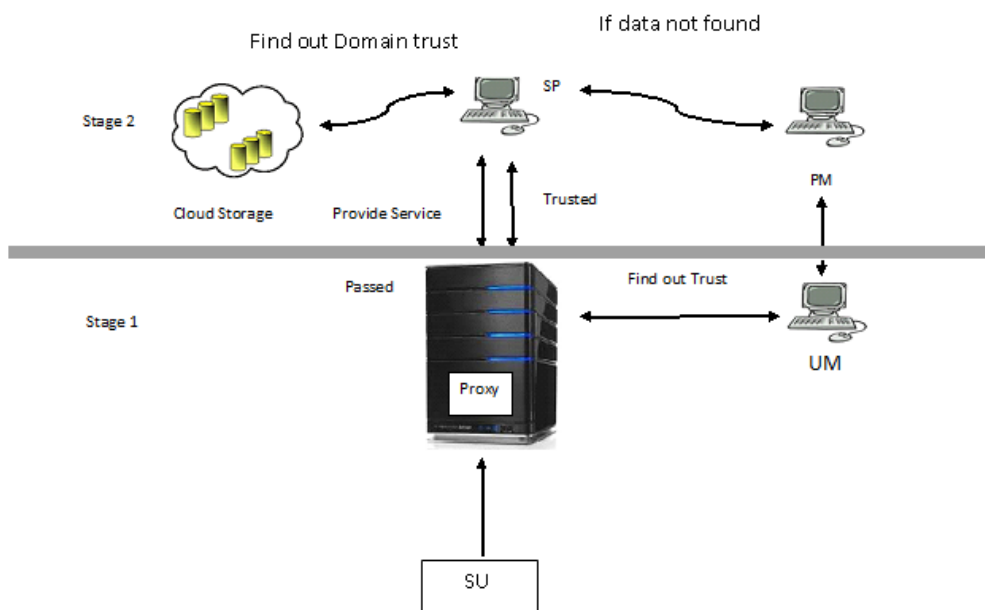 If data not found
Find out Domain trust
SP
Stage 2
PM
Cloud Storage
Provide Service
Trusted
Passed
Find out Trust
Stage 1
UM
Proxy
SU